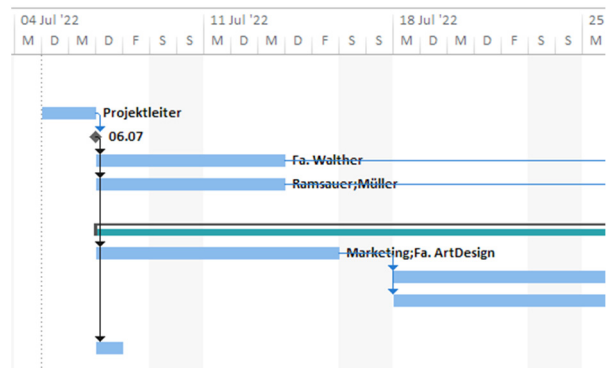 04 Jul '22 11 Jul '22 18 Jul '22 25
M D M D F S S M D M D F S S M D M D F S S M
Projektleiter
06.07
Fa. Walther
Ramsauer;Müller
Marketing;Fa. ArtDesign